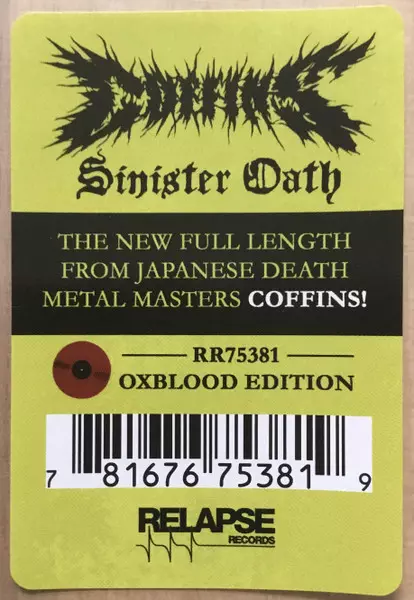 COFFINS
Sinister Oath
THE NEW FULL LENGTH
FROM JAPANESE DEATH
METAL MASTERS COFFINS!
RR75381
OXBLOOD EDITION
7 81676 75381 9
RELAPSE
RECORDS